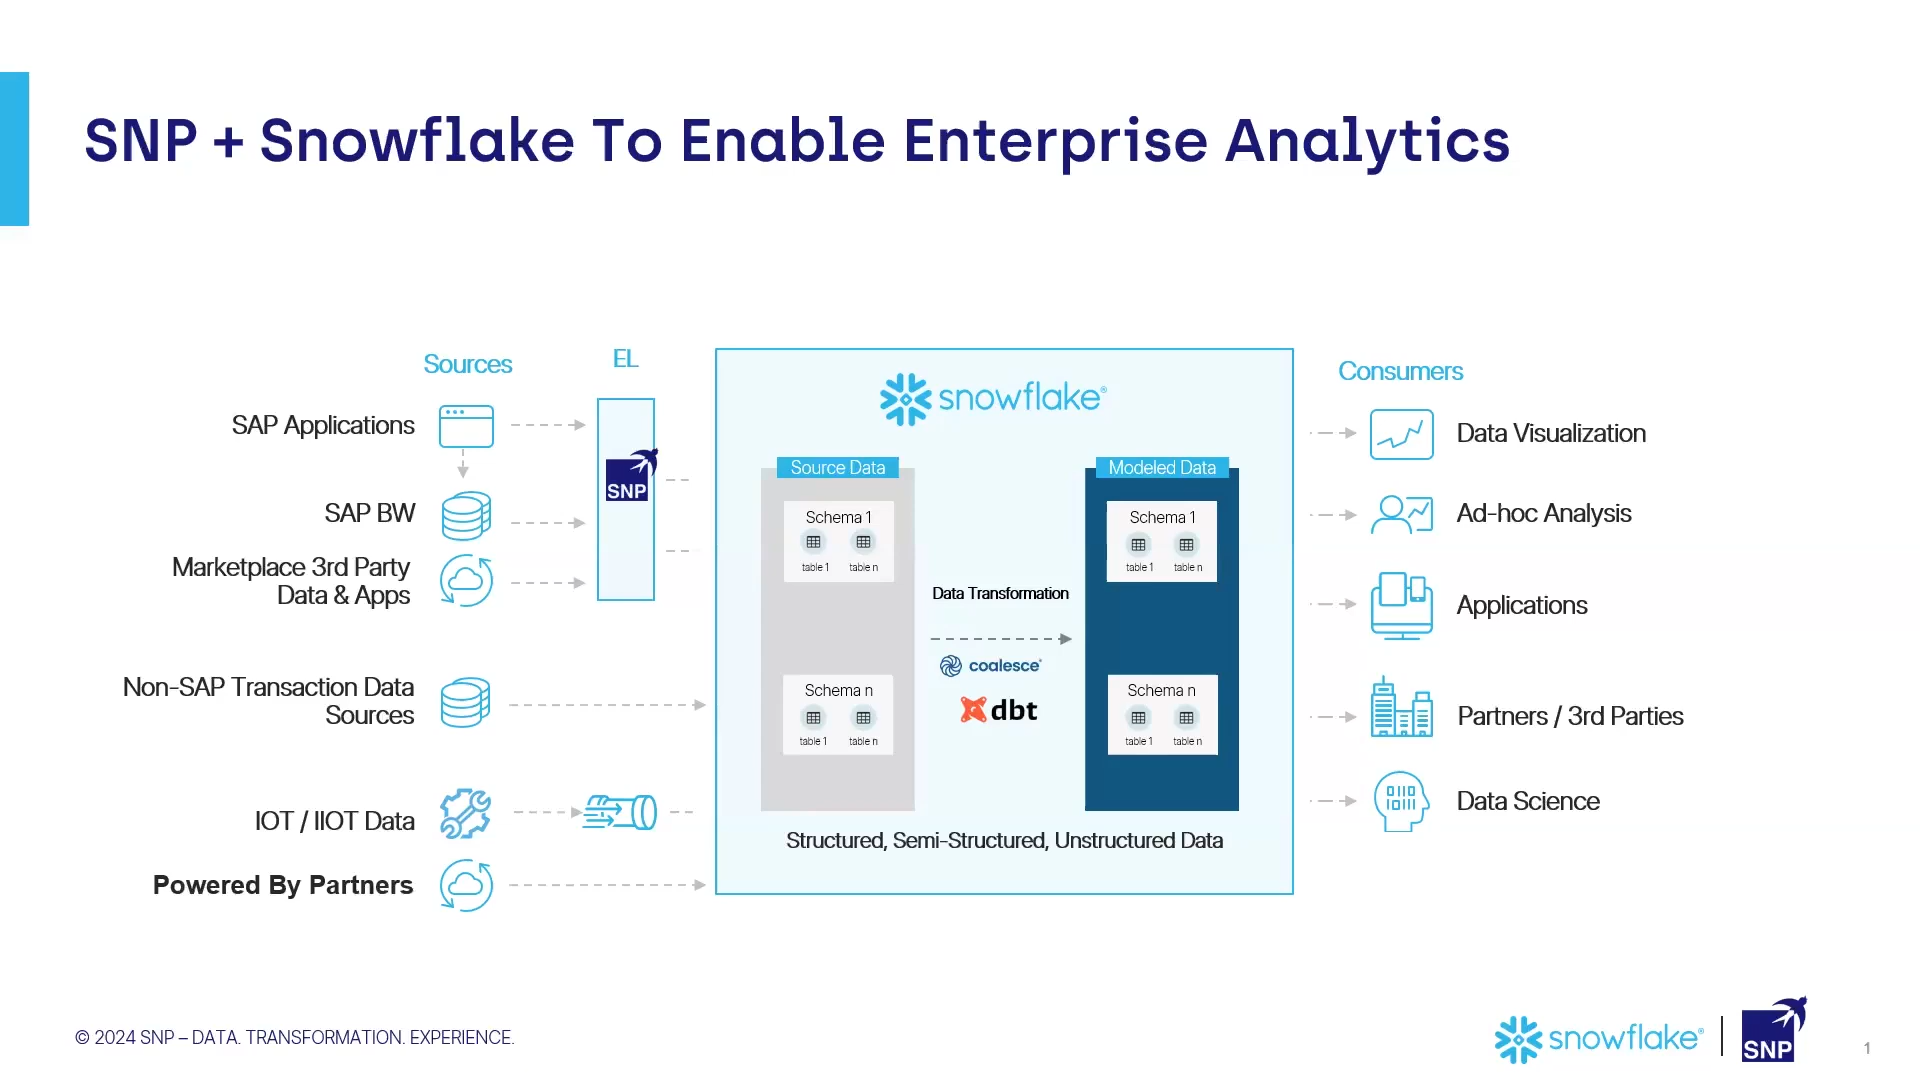 SNP + Snowflake To Enable Enterprise Analytics
Sources
EL
SAP Applications
SAP BW
Marketplace 3rd Party
Data & Apps
Non-SAP Transaction Data
Sources
IOT / IIOT Data
Powered By Partners
SNP
snowflake®
Source Data
Schema 1
table 1 table n
Schema n
table 1 table n
Data Transformation
coalesce®
dbt
Modeled Data
Schema 1
table 1 table n
Schema n
table 1 table n
Structured, Semi-Structured, Unstructured Data
Consumers
Data Visualization
Ad-hoc Analysis
Applications
Partners / 3rd Parties
Data Science
© 2024 SNP – DATA. TRANSFORMATION. EXPERIENCE.
snowflake®
SNP
1